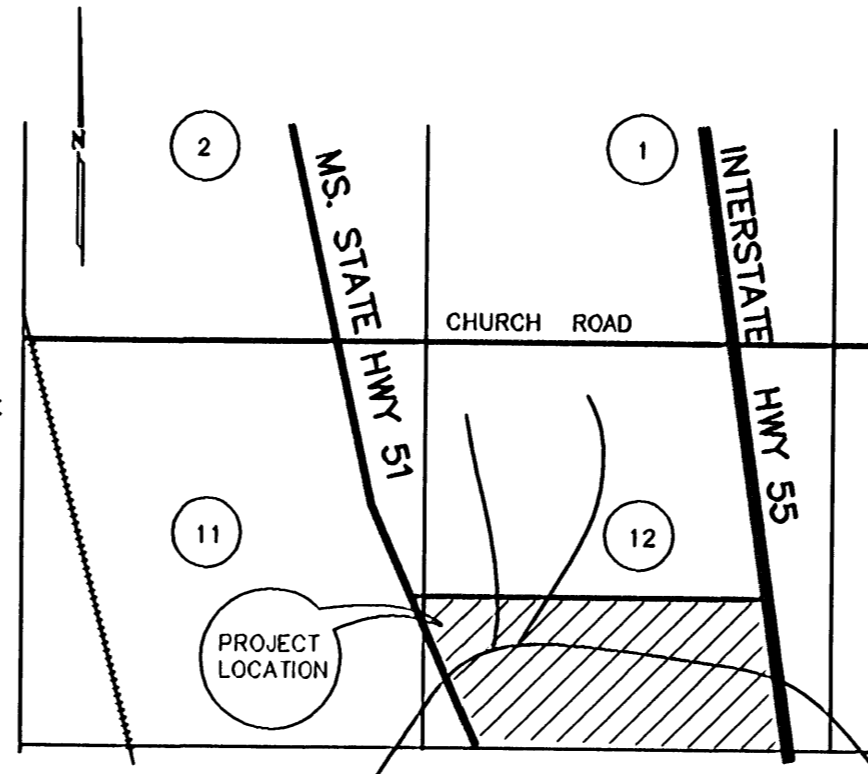 N
2
1
MS. STATE HWY 51
INTERSTATE HWY 55
CHURCH ROAD
11
12
PROJECT
LOCATION